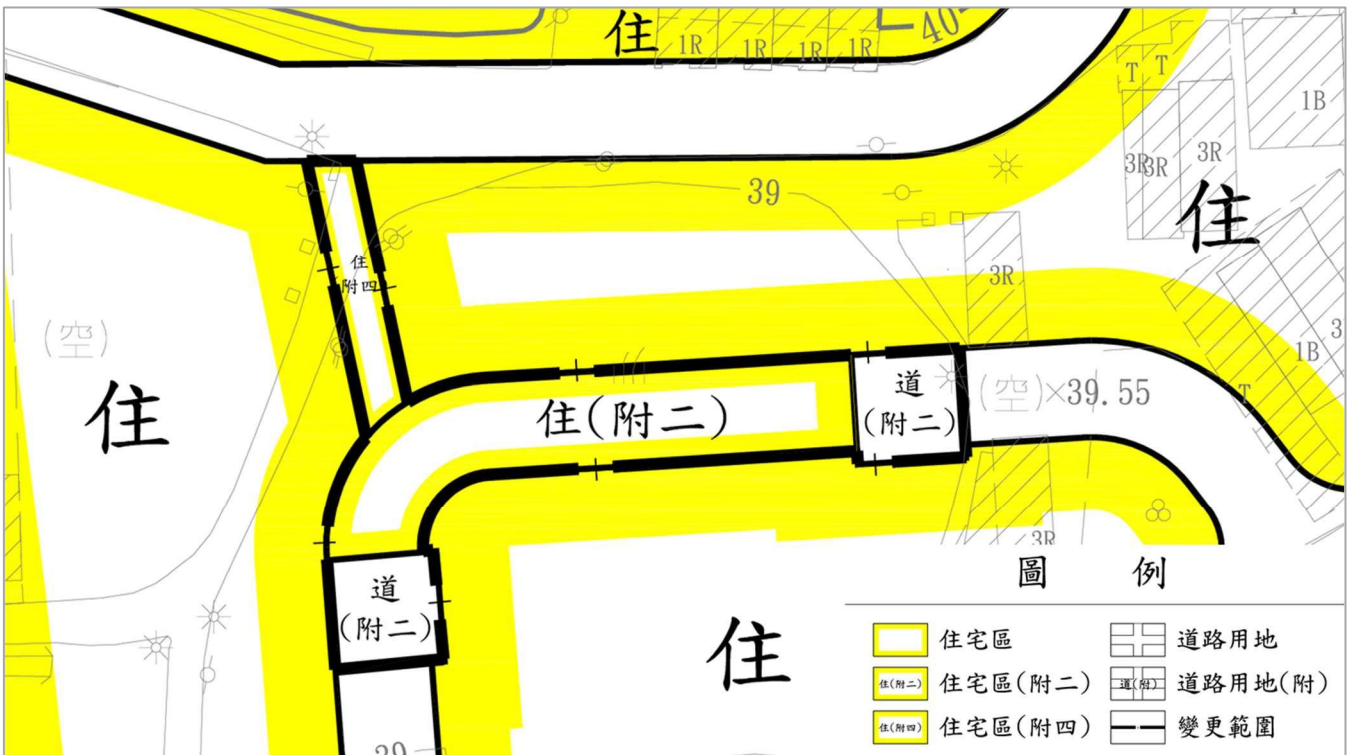 住
1R
1R
1R
1R
40
T
T
1B
3R
3R
3R
住
39
住
附四
3R
(空)
住
3
1B
T
道
(附二)
(空)×39.55
住(附二)
3R
道
(附二)
住
圖 例
住宅區
道路用地
住(附二)
住宅區(附二)
道(附)
道路用地(附)
住(附四)
住宅區(附四)
變更範圍